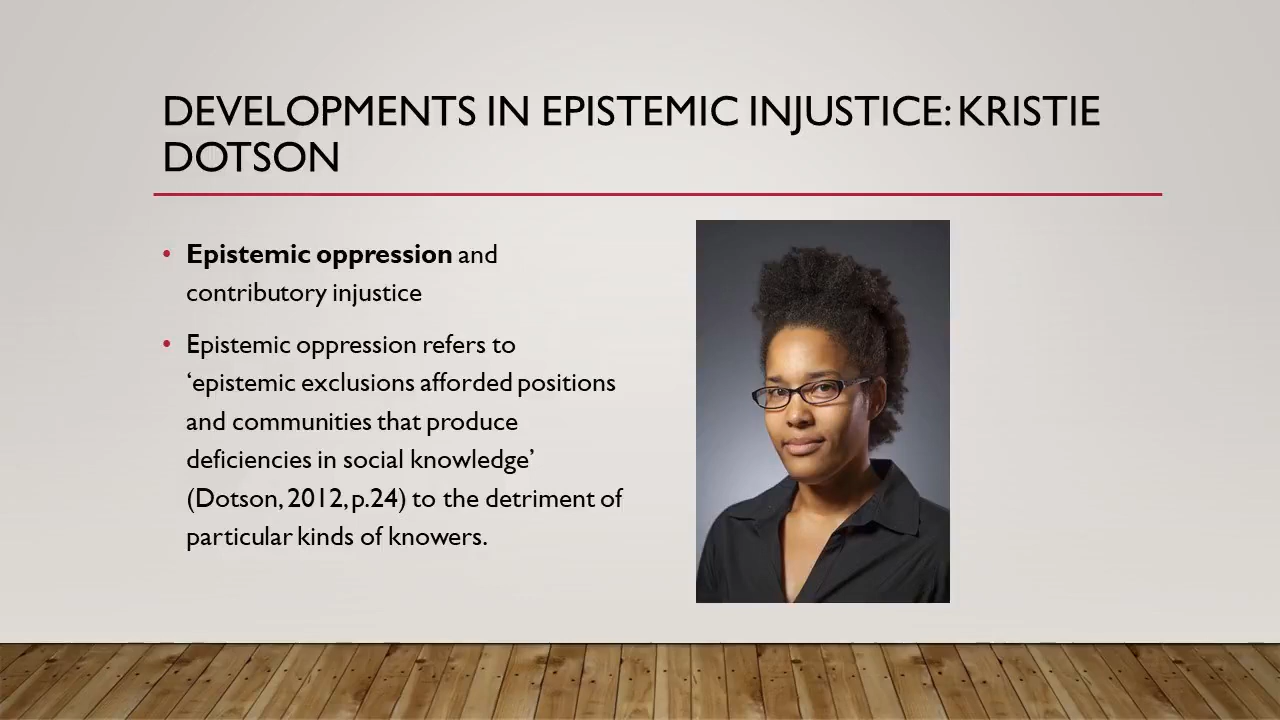 DEVELOPMENTS IN EPISTEMIC INJUSTICE: KRISTIE
DOTSON
• Epistemic oppression and
contributory injustice
• Epistemic oppression refers to
‘epistemic exclusions afforded positions
and communities that produce
deficiencies in social knowledge’
(Dotson, 2012, p.24) to the detriment of
particular kinds of knowers.